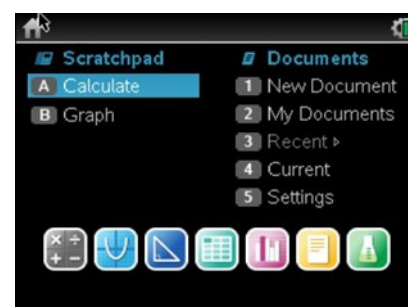 Scratchpad
A Calculate
B Graph
Documents
1 New Document
2 My Documents
3 Recent ▸
4 Current
5 Settings